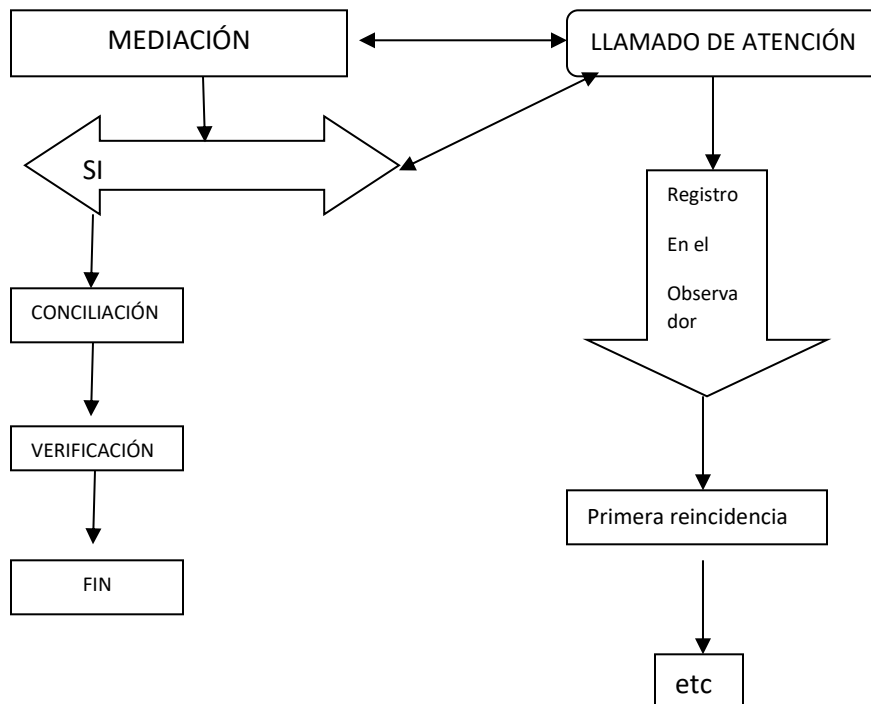 MEDIACIÓN
LLAMADO DE ATENCIÓN
SI
Registro
En el
Observa
dor
CONCILIACIÓN
VERIFICACIÓN
Primera reincidencia
FIN
etc